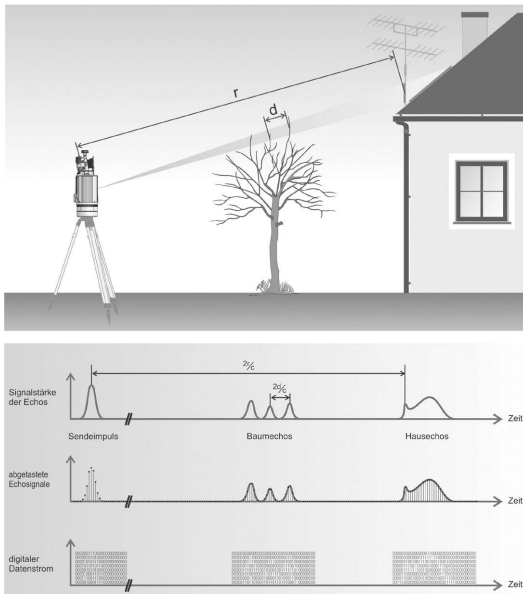 r
d
2r/c
2d/c
Signalstärke
der Echos
Zeit
Sendeimpuls
Baumechos
Hausechos
abgetastete
Echosignale
Zeit
digitaler
Datenstrom
Zeit